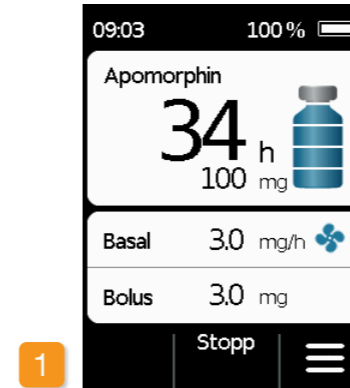 09:03 100 %
Apomorphin
34 h
100 mg
Basal 3.0 mg/h
Bolus 3.0 mg
1 Stopp